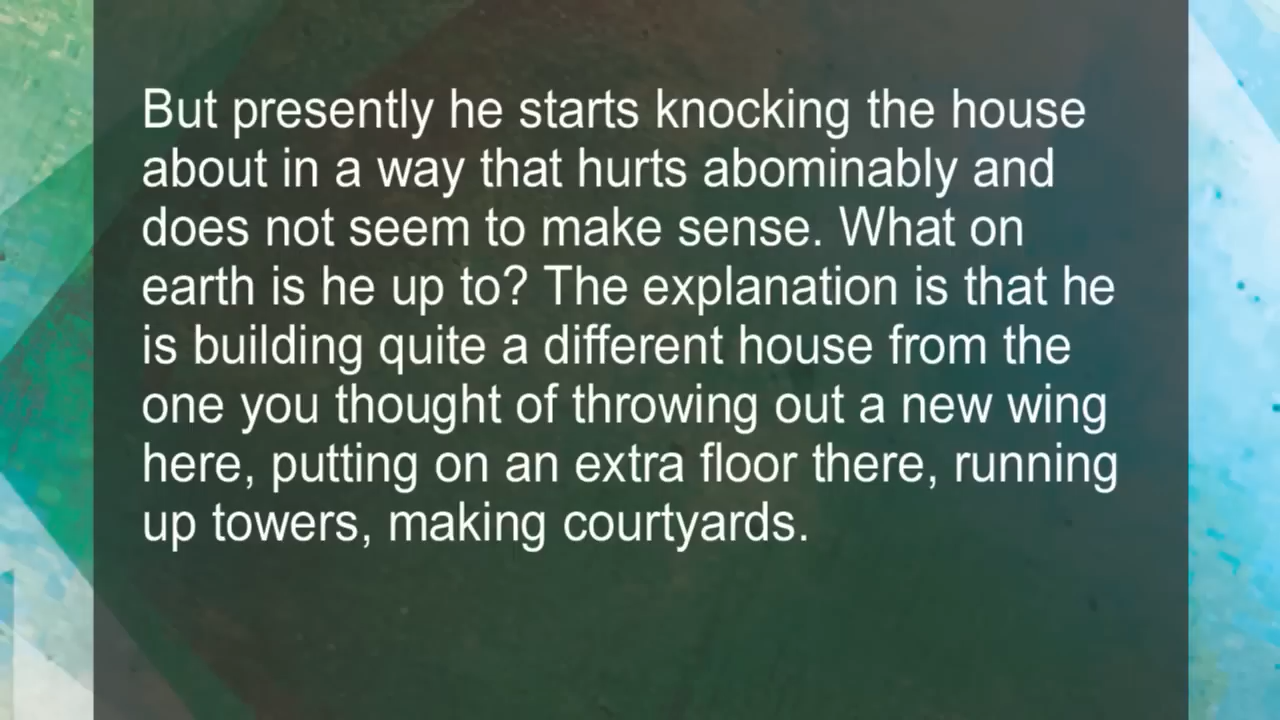 But presently he starts knocking the house
about in a way that hurts abominably and
does not seem to make sense. What on
earth is he up to? The explanation is that he
is building quite a different house from the
one you thought of throwing out a new wing
here, putting on an extra floor there, running
up towers, making courtyards.